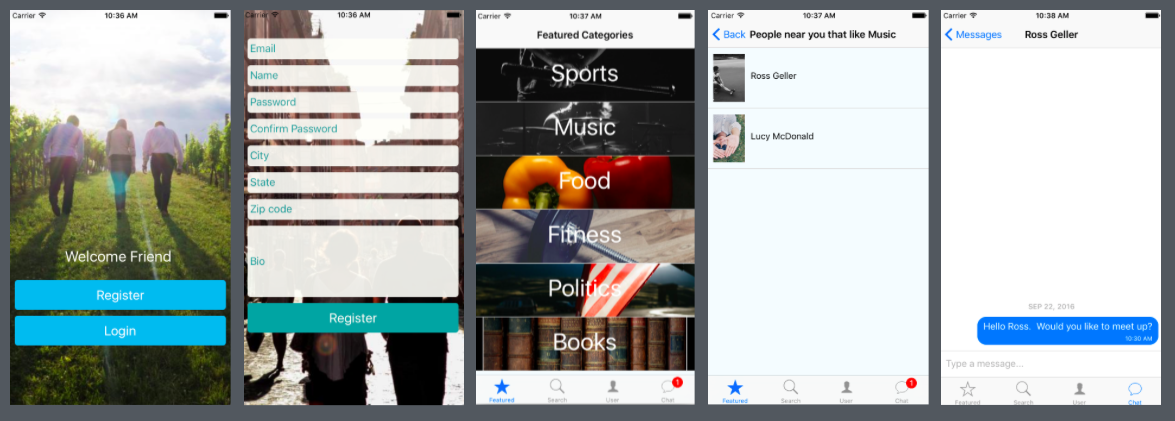 Carrier 10:36 AM
Welcome Friend
Register
Login
Carrier 10:36 AM
Email
Name
Password
Confirm Password
City
State
Zip code
Bio
Register
Carrier 10:37 AM
Featured Categories
Sports
Music
Food
Fitness
Politics
Books
1
Featured Search User Chat
Carrier 10:37 AM
Back People near you that like Music
Ross Geller
Lucy McDonald
1
Featured Search User Chat
Carrier 10:38 AM
Messages Ross Geller
SEP 22, 2016
Hello Ross. Would you like to meet up?
10:30 AM
Type a message...
Featured Search User Chat